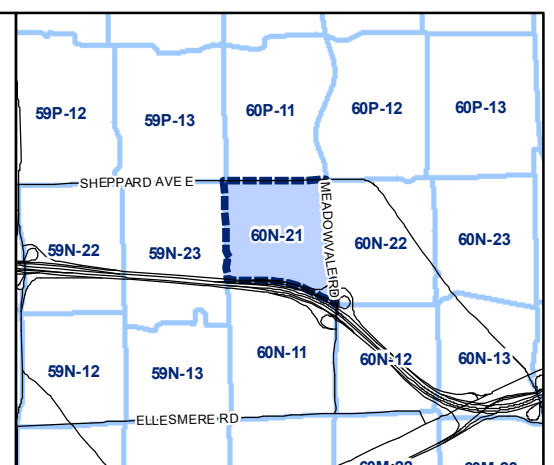 59P-12
59P-13
60P-11
60P-12
60P-13
SHEPPARD AVE E
MEADOWVALE RD
59N-22
59N-23
60N-21
60N-22
60N-23
59N-12
59N-13
60N-11
60N-12
60N-13
ELLESMERE RD